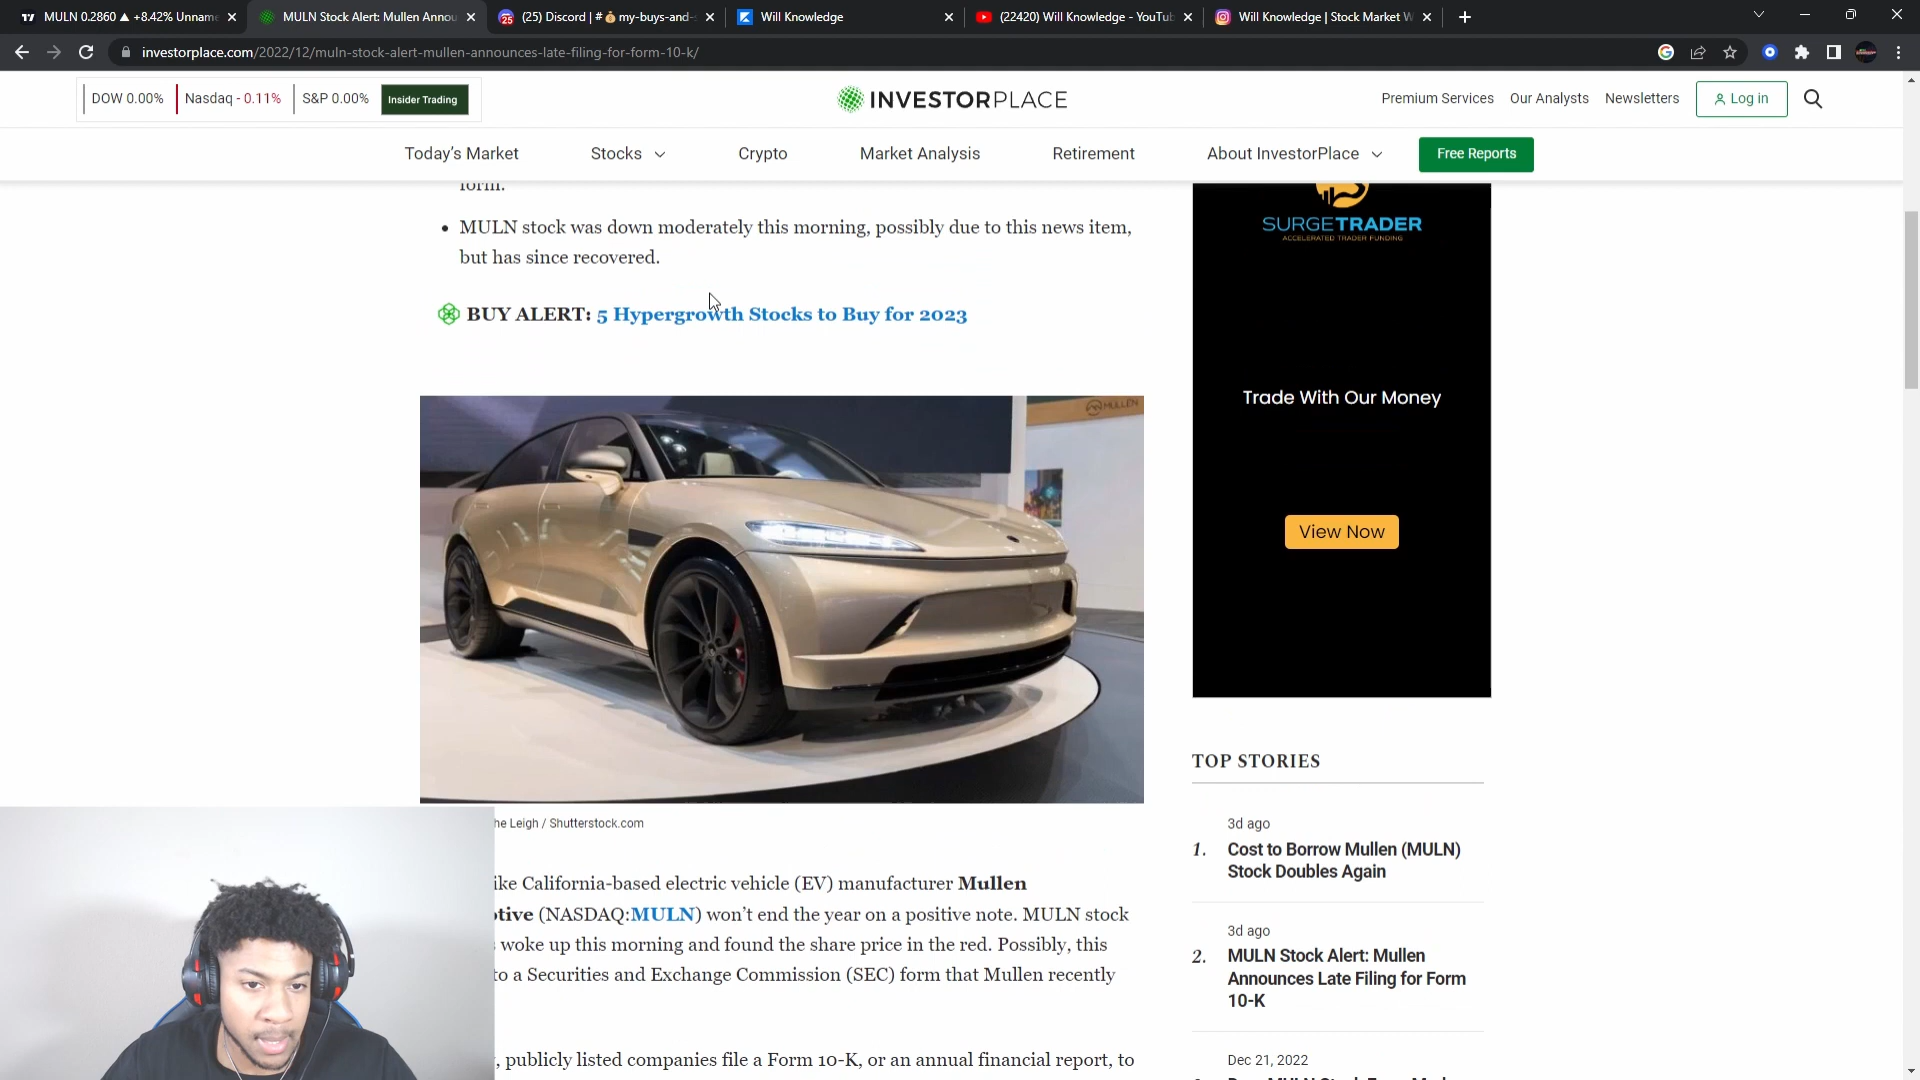 MULN 0.2860 ▲ +8.42% Unname
MULN Stock Alert: Mullen Annou
(25) Discord | #💰my-buys-and-s
Will Knowledge
(22420) Will Knowledge - YouTu
Will Knowledge | Stock Market W
investorplace.com/2022/12/muln-stock-alert-mullen-announces-late-filing-for-form-10-k/
DOW 0.00%
Nasdaq - 0.11%
S&P 0.00%
Insider Trading
INVESTORPLACE
Premium Services
Our Analysts
Newsletters
Log in
Today's Market
Stocks
Crypto
Market Analysis
Retirement
About InvestorPlace
Free Reports
form.
• MULN stock was down moderately this morning, possibly due to this news item,
but has since recovered.
BUY ALERT: 5 Hypergrowth Stocks to Buy for 2023
MULLEN
he Leigh / Shutterstock.com
ike California-based electric vehicle (EV) manufacturer Mullen
tive (NASDAQ:MULN) won't end the year on a positive note. MULN stock
woke up this morning and found the share price in the red. Possibly, this
to a Securities and Exchange Commission (SEC) form that Mullen recently
, publicly listed companies file a Form 10-K, or an annual financial report, to
SURGETRADER
ACCELERATED TRADER FUNDING
Trade With Our Money
View Now
TOP STORIES
3d ago
1. Cost to Borrow Mullen (MULN)
Stock Doubles Again
3d ago
2. MULN Stock Alert: Mullen
Announces Late Filing for Form
10-K
Dec 21, 2022